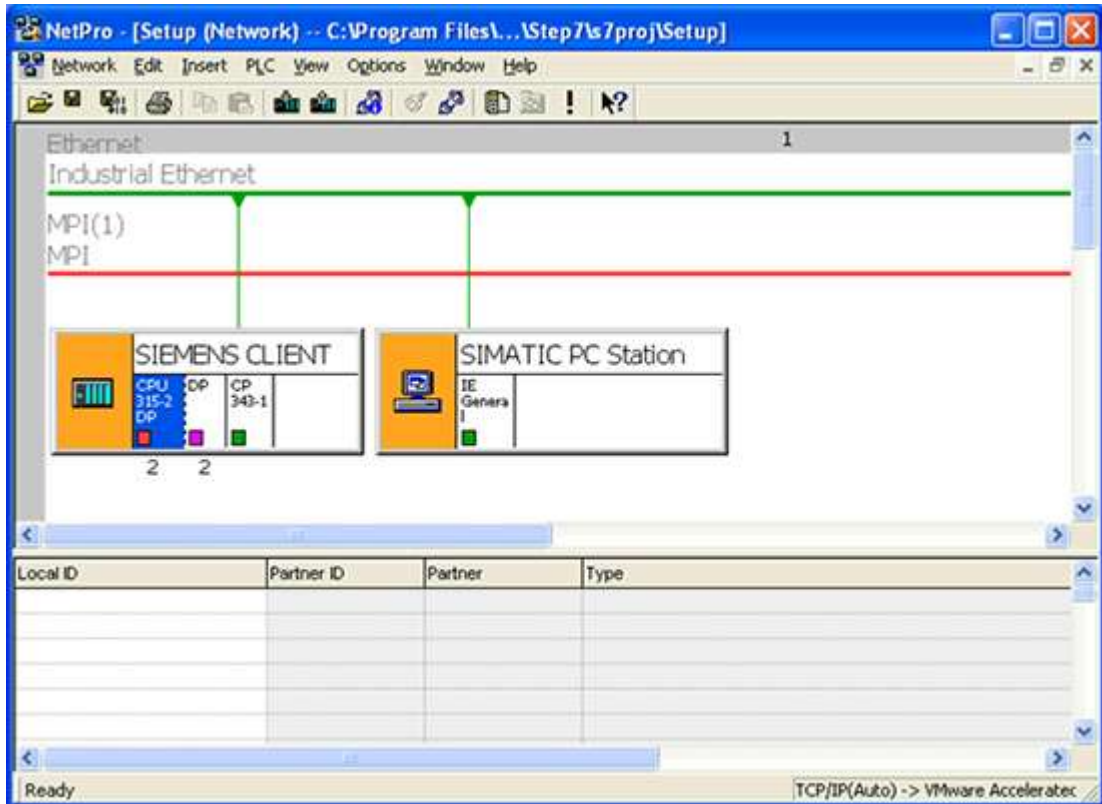 NetPro - [Setup (Network) -- C:\Program Files\...\Step7\s7proj\Setup]
Network Edit Insert PLC View Options Window Help
Ethernet 1
Industrial Ethernet
MPI(1)
MPI
SIEMENS CLIENT
CPU
315-2
DP
DP
CP
343-1
2 2
SIMATIC PC Station
IE
Genera
l
Local ID Partner ID Partner Type
Ready TCP/IP(Auto) -> VMware Acceleratec